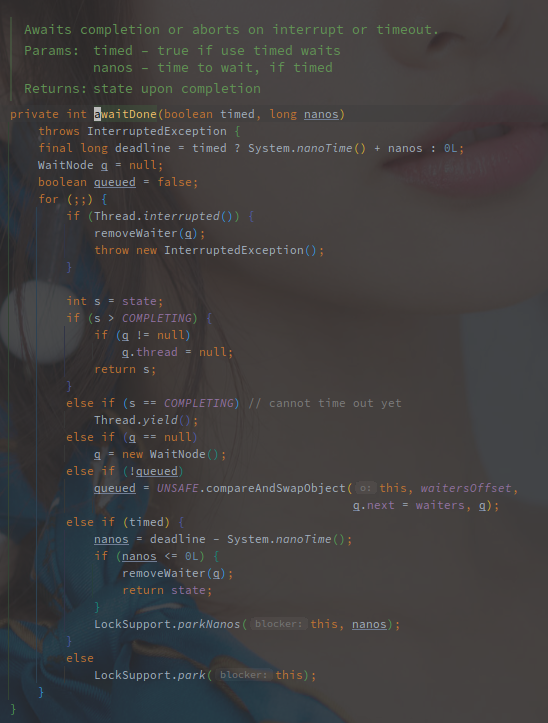 Awaits completion or aborts on interrupt or timeout.
Params: timed – true if use timed waits
nanos – time to wait, if timed
Returns: state upon completion
private int awaitDone(boolean timed, long nanos)
    throws InterruptedException {
    final long deadline = timed ? System.nanoTime() + nanos : 0L;
    WaitNode q = null;
    boolean queued = false;
    for (;;) {
        if (Thread.interrupted()) {
            removeWaiter(q);
            throw new InterruptedException();
        }
        int s = state;
        if (s > COMPLETING) {
            if (q != null)
                q.thread = null;
            return s;
        }
        else if (s == COMPLETING) // cannot time out yet
            Thread.yield();
        else if (q == null)
            q = new WaitNode();
        else if (!queued)
            queued = UNSAFE.compareAndSwapObject( o: this, waitersOffset,
                                                 q.next = waiters, q);
        else if (timed) {
            nanos = deadline - System.nanoTime();
            if (nanos <= 0L) {
                removeWaiter(q);
                return state;
            }
            LockSupport.parkNanos( blocker: this, nanos);
        }
        else
            LockSupport.park( blocker: this);
    }
}